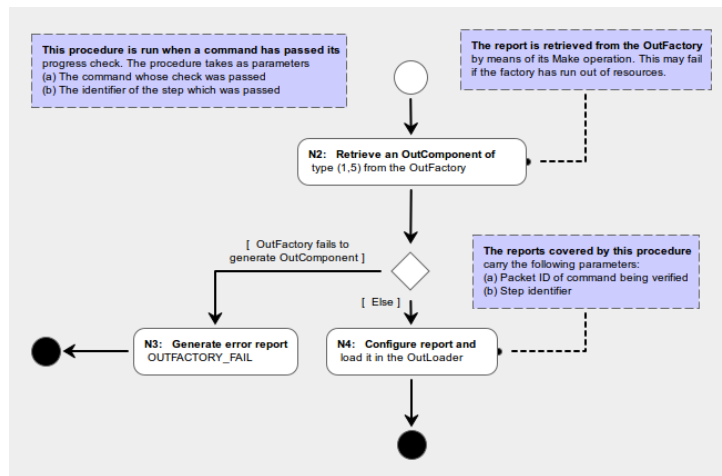 This procedure is run when a command has passed its
progress check. The procedure takes as parameters
(a) The command whose check was passed
(b) The identifier of the step which was passed
The report is retrieved from the OutFactory
by means of its Make operation. This may fail
if the factory has run out of resources.
N2: Retrieve an OutComponent of
type (1,5) from the OutFactory
[ OutFactory fails to
generate OutComponent ]
The reports covered by this procedure
carry the following parameters:
(a) Packet ID of command being verified
(b) Step identifier
[ Else ]
N3: Generate error report
OUTFACTORY_FAIL
N4: Configure report and
load it in the OutLoader